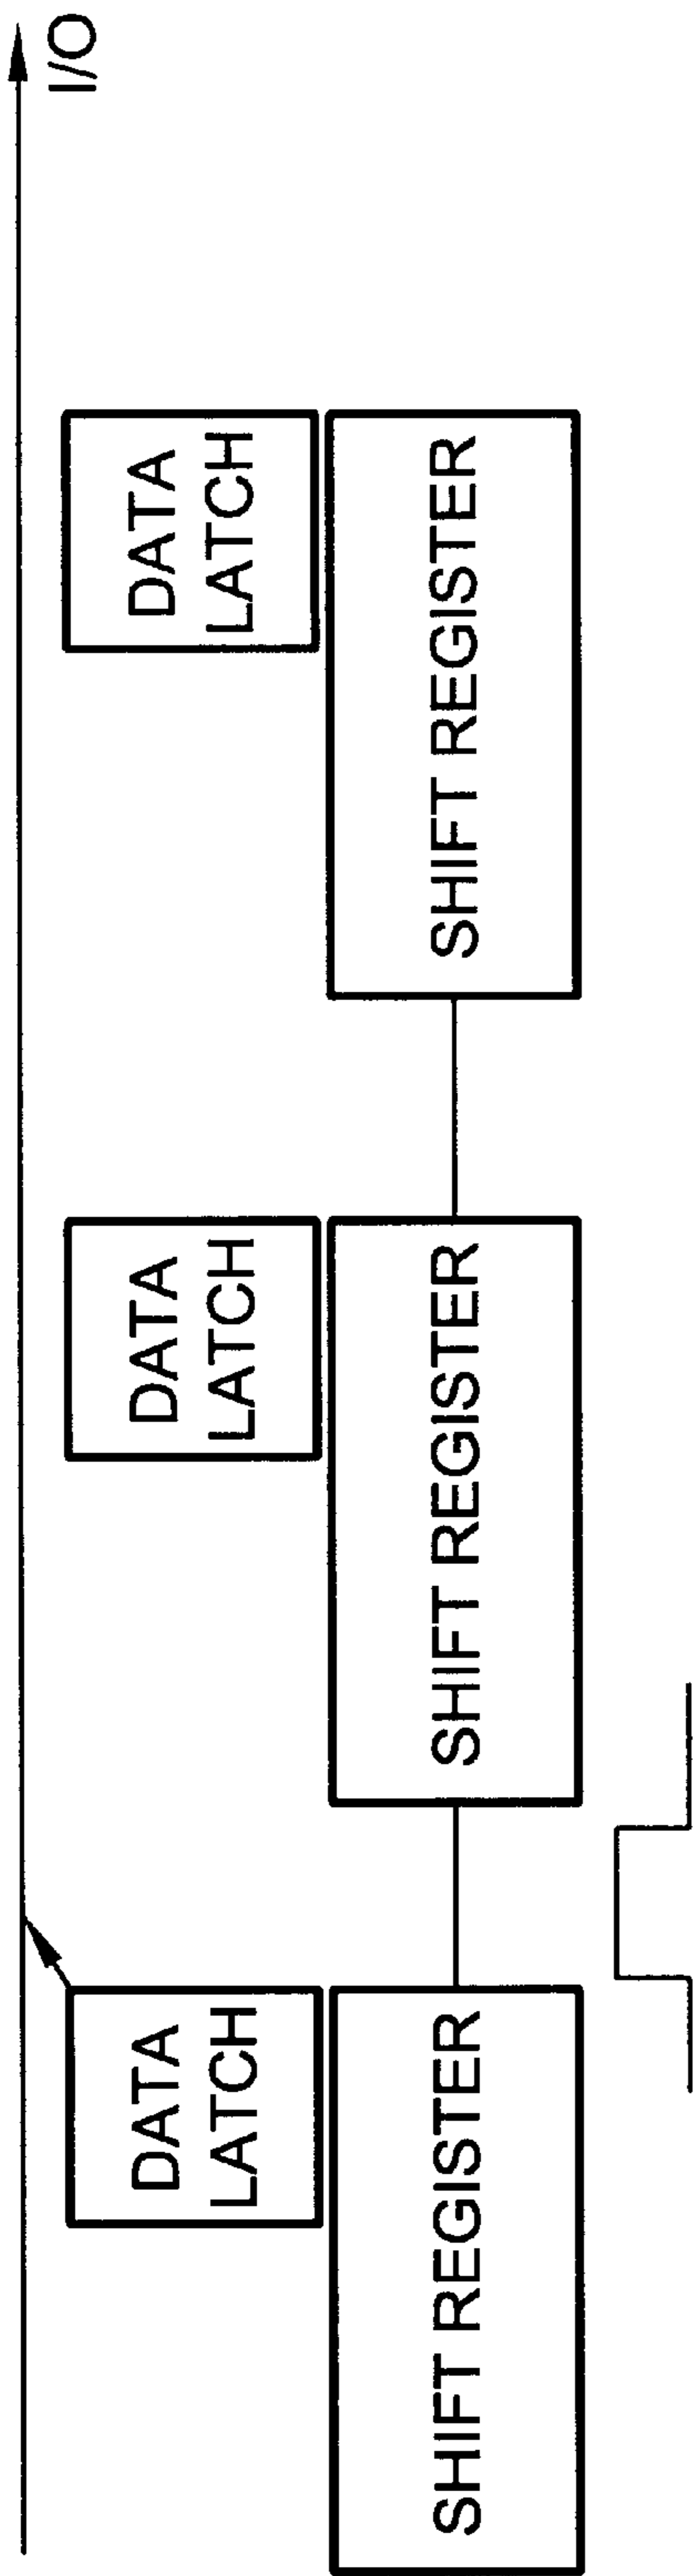 I/O
DATA
LATCH
DATA
LATCH
DATA
LATCH
SHIFT REGISTER
SHIFT REGISTER
SHIFT REGISTER